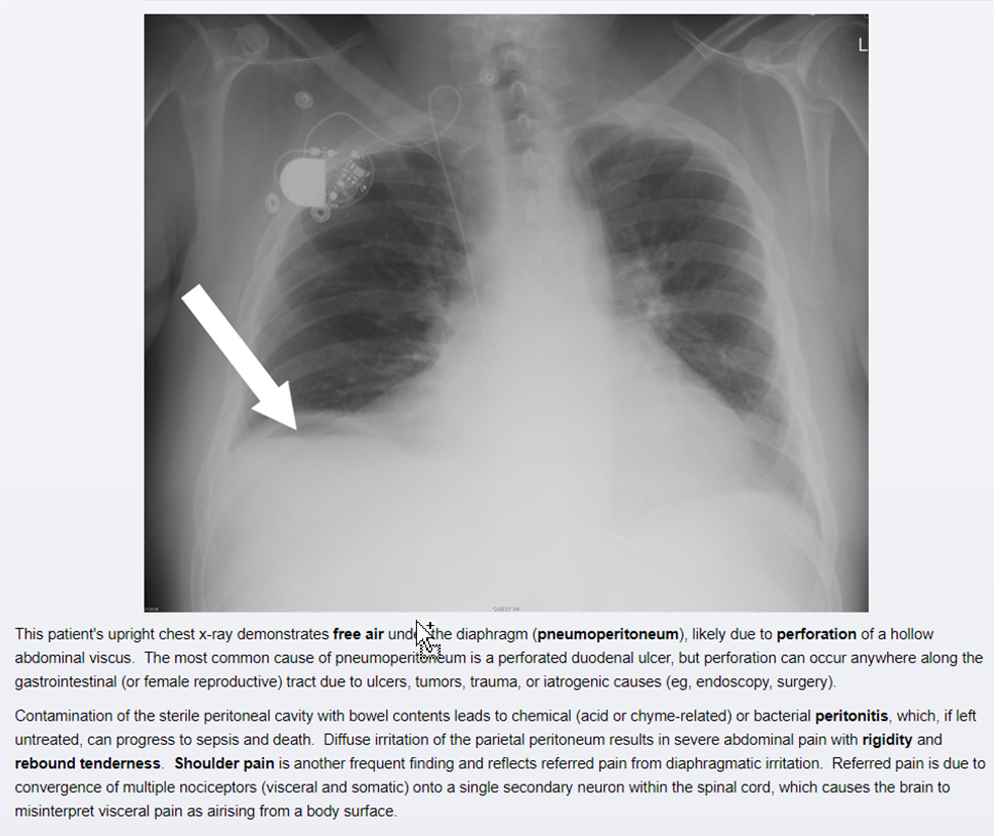 L
This patient's upright chest x-ray demonstrates free air under the diaphragm (pneumoperitoneum), likely due to perforation of a hollow
abdominal viscus. The most common cause of pneumoperitoneum is a perforated duodenal ulcer, but perforation can occur anywhere along the
gastrointestinal (or female reproductive) tract due to ulcers, tumors, trauma, or iatrogenic causes (eg, endoscopy, surgery).
Contamination of the sterile peritoneal cavity with bowel contents leads to chemical (acid or chyme-related) or bacterial peritonitis, which, if left
untreated, can progress to sepsis and death. Diffuse irritation of the parietal peritoneum results in severe abdominal pain with rigidity and
rebound tenderness. Shoulder pain is another frequent finding and reflects referred pain from diaphragmatic irritation. Referred pain is due to
convergence of multiple nociceptors (visceral and somatic) onto a single secondary neuron within the spinal cord, which causes the brain to
misinterpret visceral pain as airising from a body surface.